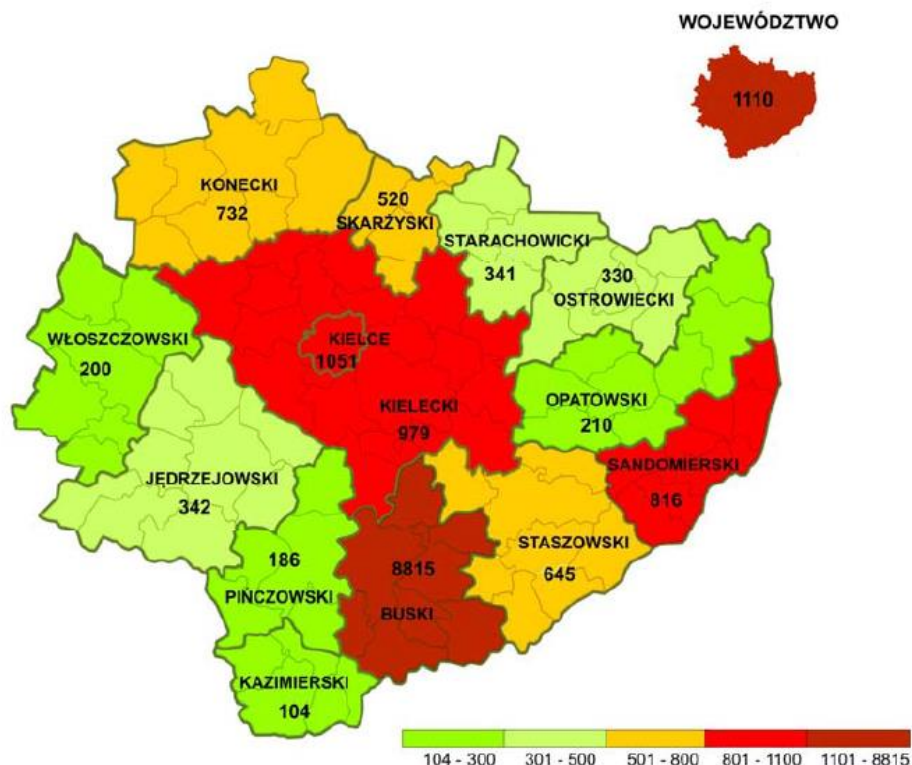 WOJEWÓDZTWO
1110
KONECKI
732
520
SKARŻYSKI
STARACHOWICKI
341
330
OSTROWIECKI
WŁOSZCZOWSKI
200
KIELCE
1051
KIELECKI
979
OPATOWSKI
210
SANDOMIERSKI
816
JĘDRZEJOWSKI
342
STASZOWSKI
645
186
PIŃCZOWSKI
8815
BUSKI
KAZIMIERSKI
104
104 - 300 301 - 500 501 - 800 801 - 1100 1101 - 8815